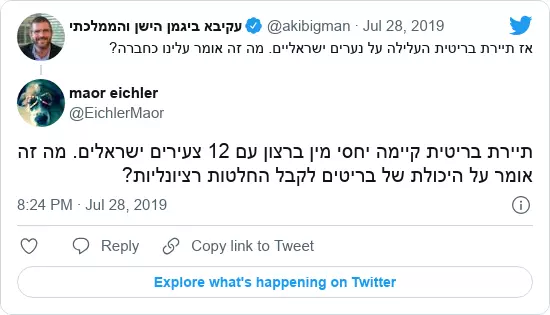 עקיבא ביגמן הישן והממלכתי @akibigman · Jul 28, 2019
אז תיירת בריטית העלילה על נערים ישראליים. מה זה אומר עלינו כחברה?
maor eichler
@EichlerMaor
תיירת בריטית קיימה יחסי מין ברצון עם 12 צעירים ישראלים. מה זה
אומר על היכולת של בריטים לקבל החלטות רציונליות?
8:24 PM · Jul 28, 2019
Reply
Copy link to Tweet
Explore what's happening on Twitter